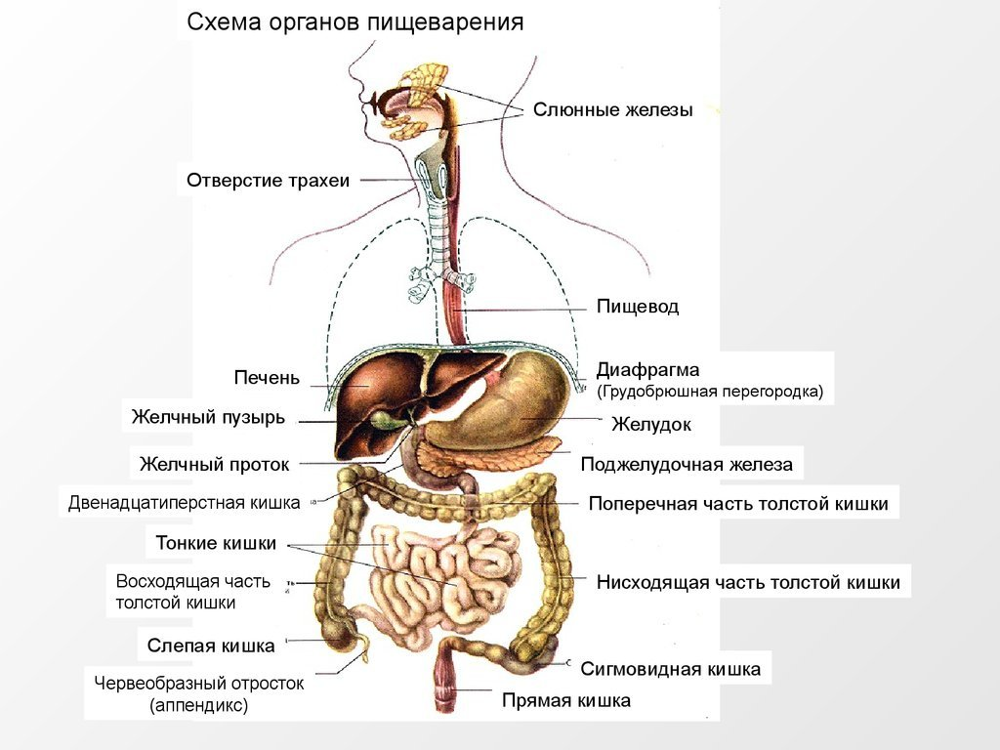 Схема органов пищеварения
Слюнные железы
Отверстие трахеи
Пищевод
Печень
Диафрагма
(Грудобрюшная перегородка)
Желчный пузырь
Желудок
Желчный проток
Поджелудочная железа
Двенадцатиперстная кишка
Поперечная часть толстой кишки
Тонкие кишки
Восходящая часть
толстой кишки
Нисходящая часть толстой кишки
Слепая кишка
Сигмовидная кишка
Червеобразный отросток
(аппендикс)
Прямая кишка